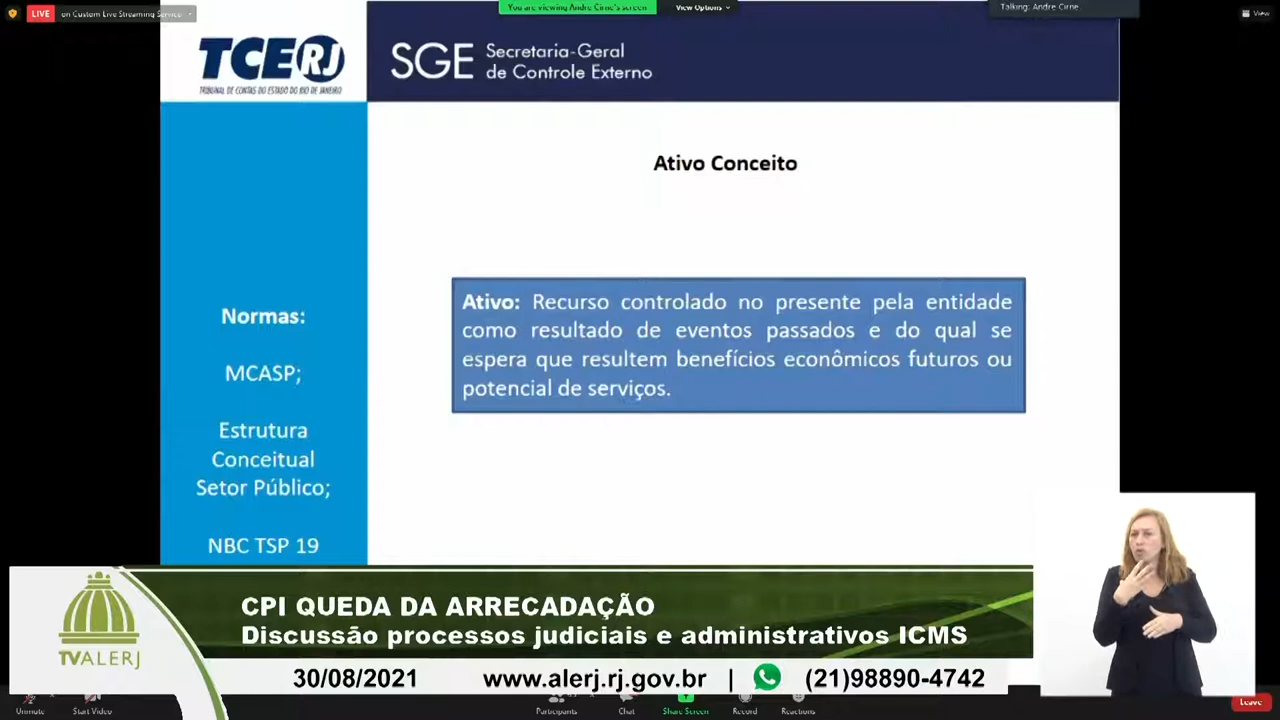 LIVE
on Custom Live Streaming Service
You are viewing Andre Cirne's screen
View Options
Talking: Andre Cirne
View
TCERJ
TRIBUNAL DE CONTAS DO ESTADO DO RIO DE JANEIRO
SGE
Secretaria-Geral
de Controle Externo
Ativo Conceito
Normas:
MCASP;
Estrutura
Conceitual
Setor Público;
NBC TSP 19
Ativo: Recurso controlado no presente pela entidade
como resultado de eventos passados e do qual se
espera que resultem benefícios econômicos futuros ou
potencial de serviços.
TVALERJ
CPI QUEDA DA ARRECADAÇÃO
Discussão processos judiciais e administrativos ICMS
30/08/2021 www.alerj.rj.gov.br | (21)98890-4742
Unmute
Start Video
Participants
Chat
Share Screen
Record
Reactions
Leave